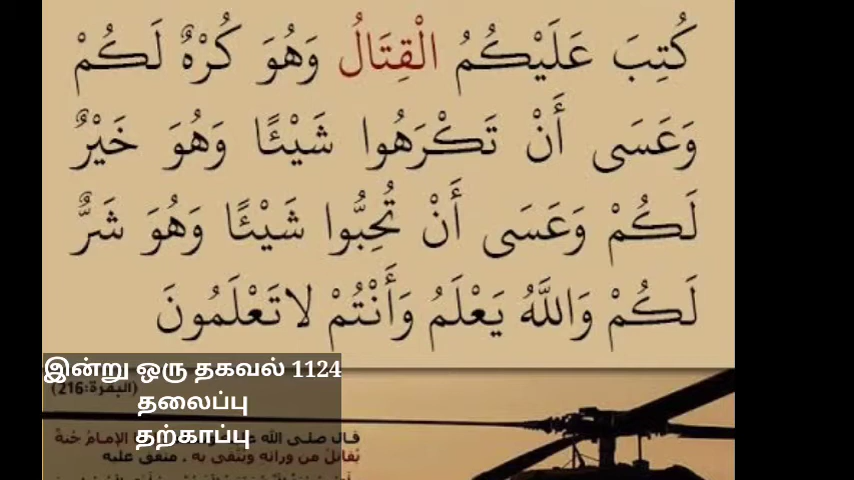 كُتِبَ عَلَيْكُمُ الْقِتَالُ وَهُوَ كُرْهٌ لَكُمْ
وَعَسَى أَنْ تَكْرَهُوا شَيْئًا وَهُوَ خَيْرٌ
لَكُمْ وَعَسَى أَنْ تُحِبُّوا شَيْئًا وَهُوَ شَرٌّ
لَكُمْ وَاللَّهُ يَعْلَمُ وَأَنْتُمْ لاتَعْلَمُونَ
(البقرة:216)
இன்று ஒரு தகவல் 1124
தலைப்பு
தற்காப்பு
قال صلى الله الإمامُ جُنةٌ
يُقاتَلُ من ورائهِ ويُتَّقى به . متفق عليه